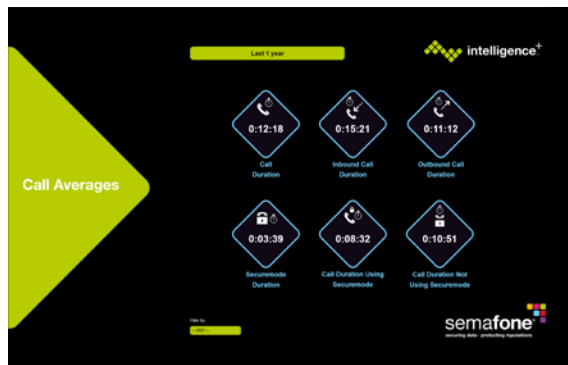 Last 1 year
intelligence+
0:12:18
0:15:21
0:11:12
Call
Duration
Inbound Call
Duration
Outbound Call
Duration
Call Averages
0:03:39
0:08:32
0:10:51
Securemode
Duration
Call Duration Using
Securemode
Call Duration Not
Using Securemode
Filter by
semafone
securing data - protecting reputations